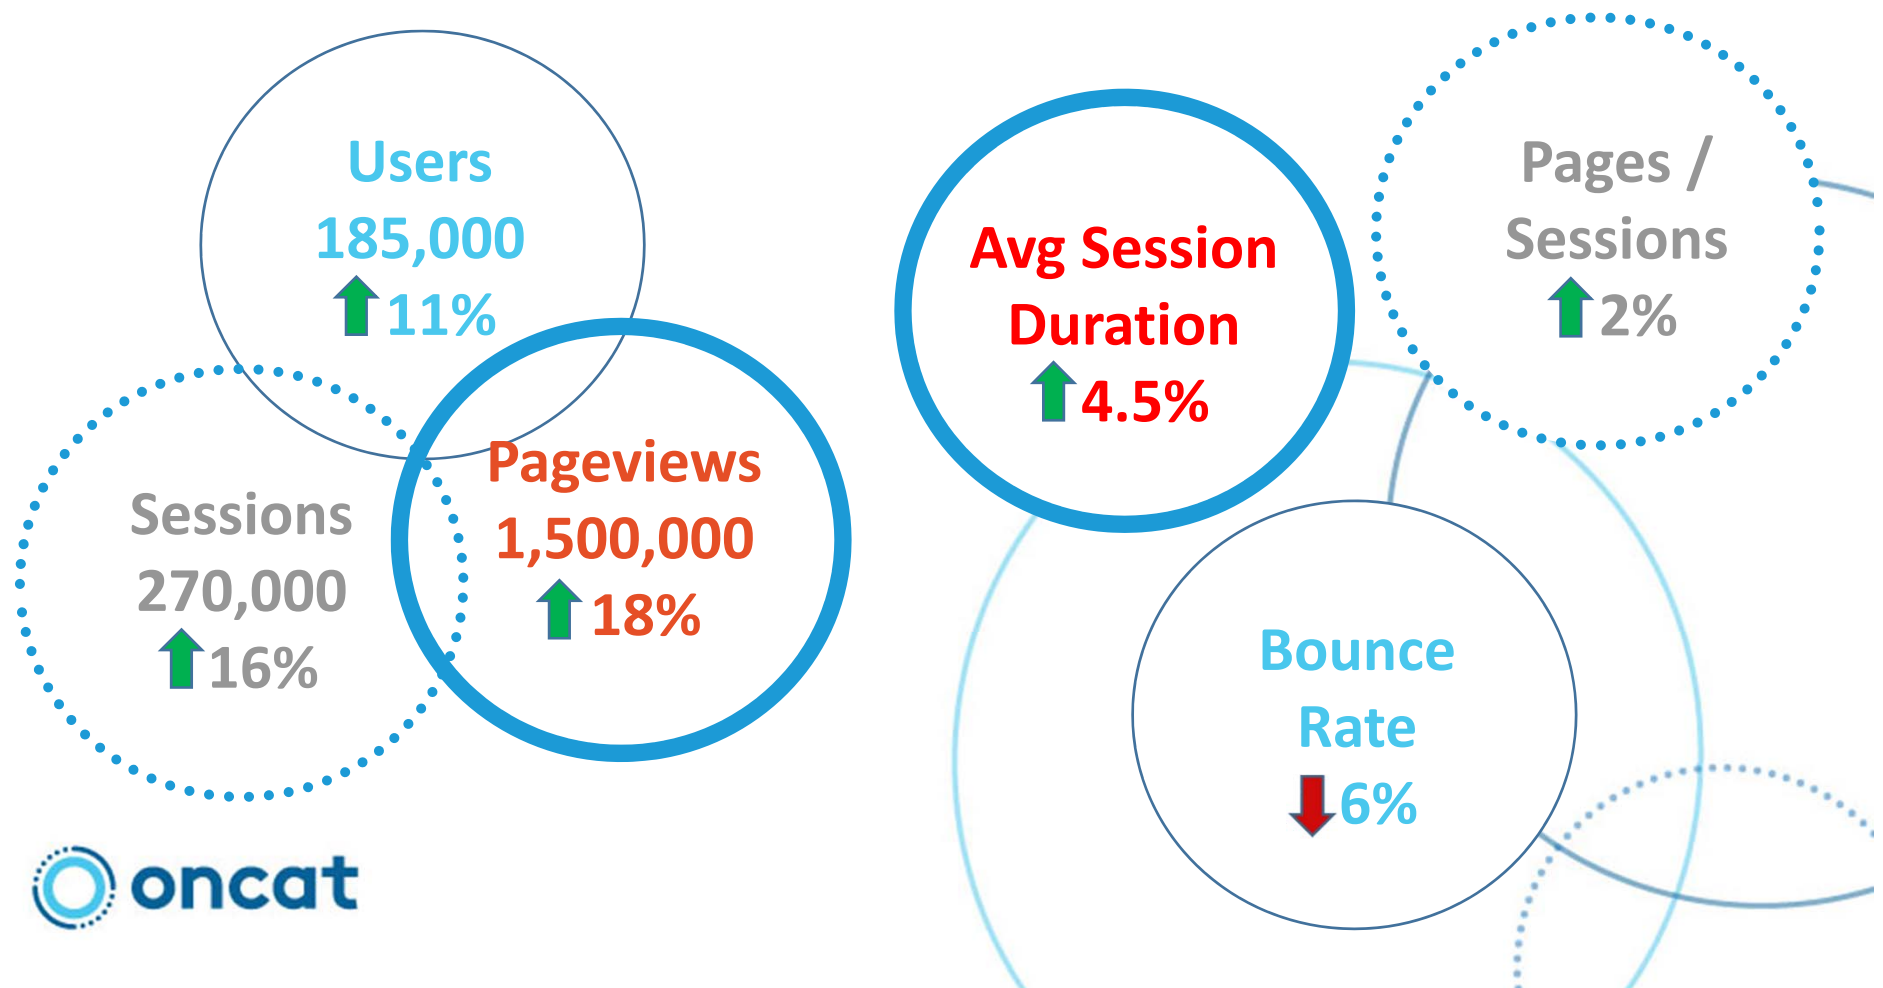 Users
185,000
11%
Pageviews
1,500,000
18%
Sessions
270,000
16%
Avg Session
Duration
4.5%
Pages /
Sessions
2%
Bounce
Rate
6%
oncat